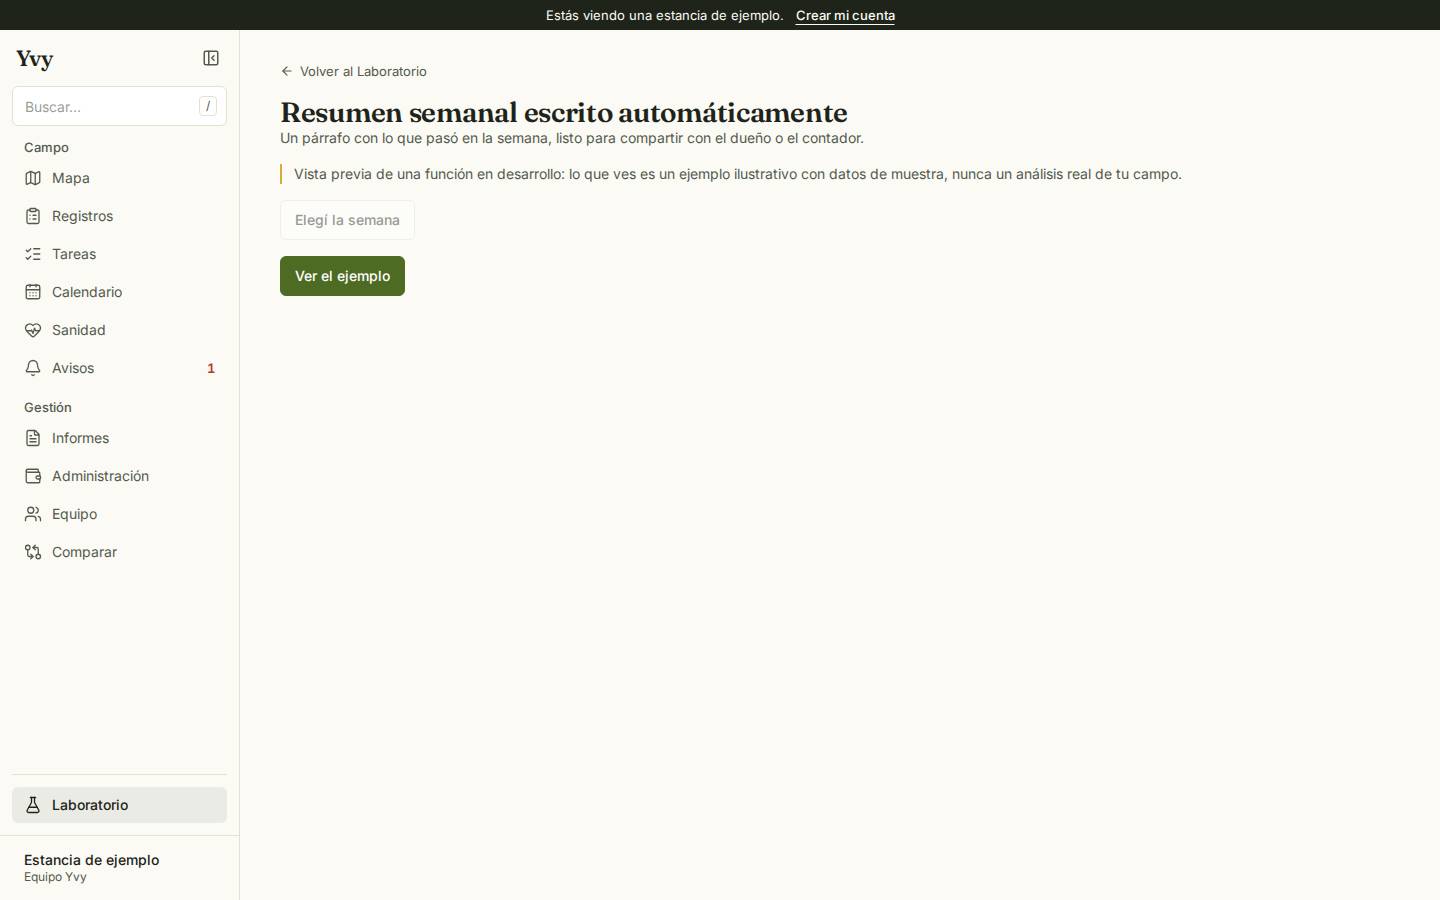 Estás viendo una estancia de ejemplo. Crear mi cuenta
Yvy
Buscar... /
Campo
Mapa
Registros
Tareas
Calendario
Sanidad
Avisos 1
Gestión
Informes
Administración
Equipo
Comparar
Laboratorio
Estancia de ejemplo
Equipo Yvy
Volver al Laboratorio
Resumen semanal escrito automáticamente
Un párrafo con lo que pasó en la semana, listo para compartir con el dueño o el contador.
Vista previa de una función en desarrollo: lo que ves es un ejemplo ilustrativo con datos de muestra, nunca un análisis real de tu campo.
Elegí la semana
Ver el ejemplo